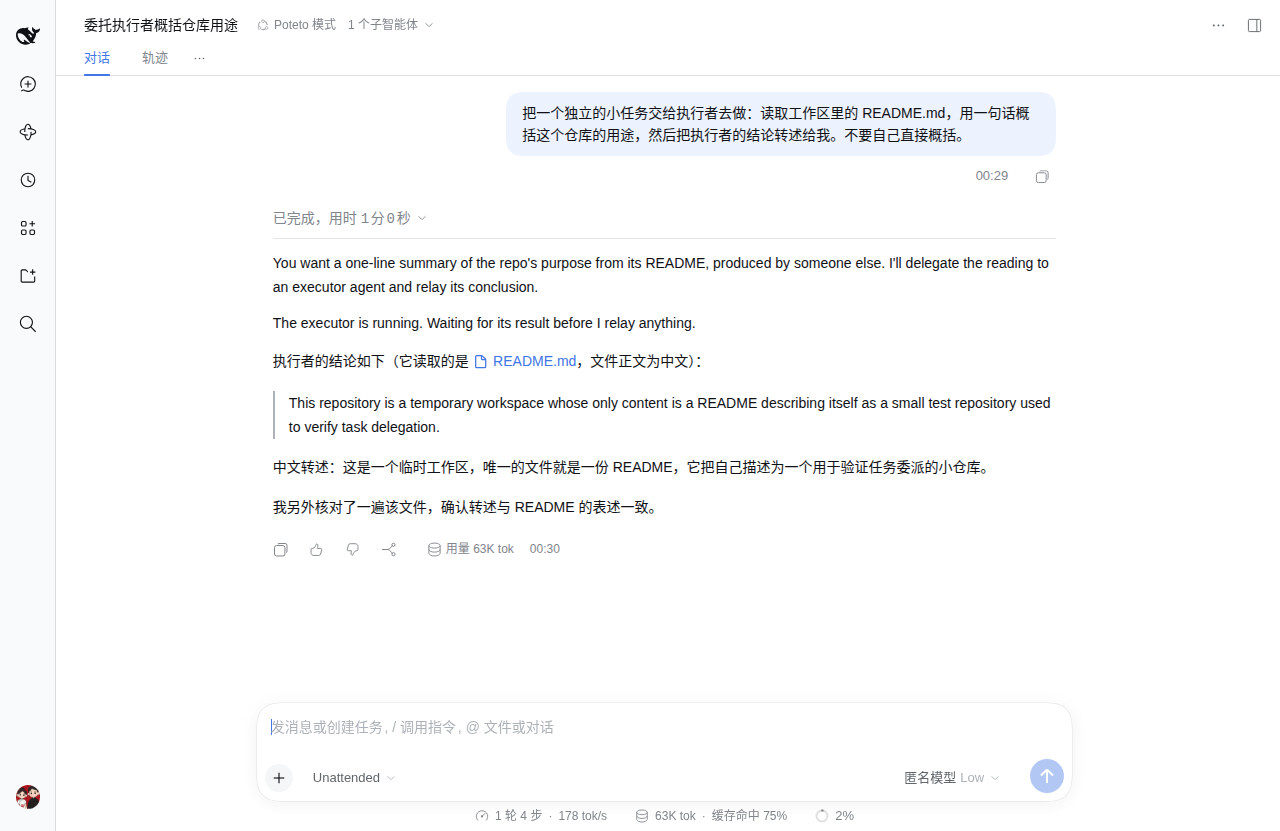 委托执行者概括仓库用途 Poteto 模式 1 个子智能体
对话 轨迹 ···
把一个独立的小任务交给执行者去做：读取工作区里的 README.md，用一句话概
括这个仓库的用途，然后把执行者的结论转述给我。不要自己直接概括。
00:29
已完成，用时 1分0秒
You want a one-line summary of the repo's purpose from its README, produced by someone else. I'll delegate the reading to
an executor agent and relay its conclusion.
The executor is running. Waiting for its result before I relay anything.
执行者的结论如下（它读取的是 README.md，文件正文为中文）：
This repository is a temporary workspace whose only content is a README describing itself as a small test repository used
to verify task delegation.
中文转述：这是一个临时工作区，唯一的文件就是一份 README，它把自己描述为一个用于验证任务委派的小仓库。
我另外核对了一遍该文件，确认转述与 README 的表述一致。
用量 63K tok 00:30
发消息或创建任务, / 调用指令, @ 文件或对话
Unattended 匿名模型 Low
1 轮 4 步 · 178 tok/s 63K tok · 缓存命中 75% 2%